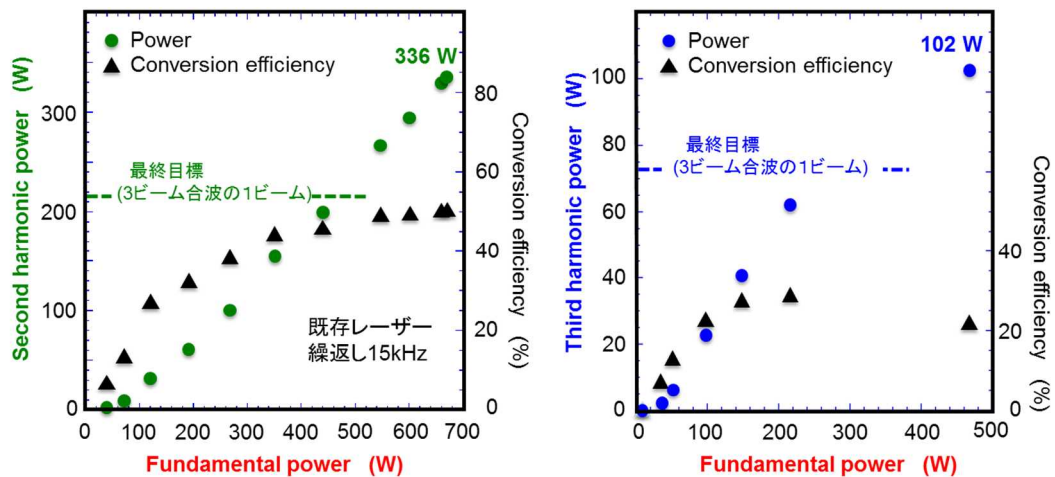 Power
Conversion efficiency
336 W
最終目標
(3ビーム合波の1ビーム)
既存レーザー
繰返し15kHz
Second harmonic power (W)
0
100
200
300
Conversion efficiency (%)
0
20
40
60
80
0 100 200 300 400 500 600 700
Fundamental power (W)
Power
Conversion efficiency
102 W
最終目標
(3ビーム合波の1ビーム)
Third harmonic power (W)
0
20
40
60
80
100
Conversion efficiency (%)
0
20
40
0 100 200 300 400 500
Fundamental power (W)